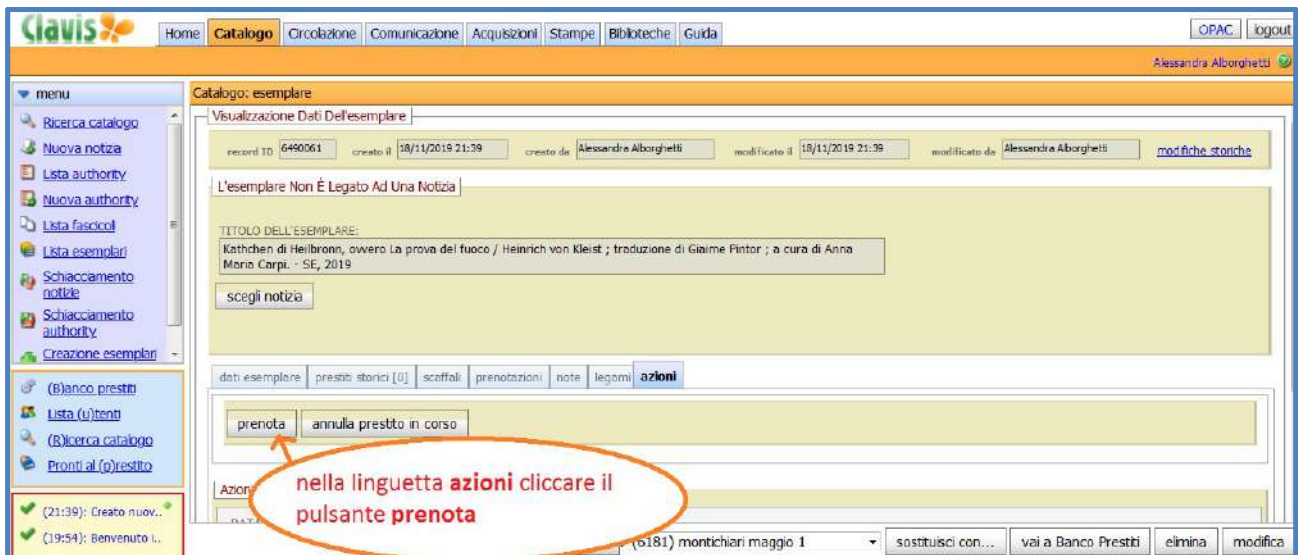 Clavis
Home Catalogo Circolazione Comunicazione Acquisizioni Stampe Biblioteche Guida OPAC logout
Alessandra Alborghetti
menu
Ricerca catalogo
Nuova notiza
Lista authority
Nuova authority
Lista fascicoli
Lista esemplari
Schiacciamento
notizie
Schiacciamento
authority
Creazione esemplari
(B)anco prestiti
Lista (u)tenti
(R)icerca catalogo
Pronti al (p)restito
(21:39): Creato nuov..
(19:54): Benvenuto i..
Catalogo: esemplare
Visualizzazione Dati Dell'esemplare
record ID 6490061 creato il 18/11/2019 21:39 creato da Alessandra Alborghetti modificato il 18/11/2019 21:39 modificato da Alessandra Alborghetti modifiche storiche
L'esemplare Non É Legato Ad Una Notizia
TITOLO DELL'ESEMPLARE:
Kathchen di Heilbronn, ovvero La prova del fuoco / Heinrich von Kleist ; traduzione di Giaime Pintor ; a cura di Anna
Maria Carpi. - SE, 2019
scegli notizia
dati esemplare prestiti storici [0] scaffali prenotazioni note legami azioni
prenota annulla prestito in corso
nella linguetta azioni cliccare il
pulsante prenota
Azion
(6181) montichiari maggio 1 sostituisci con... vai a Banco Prestiti elimina modifica